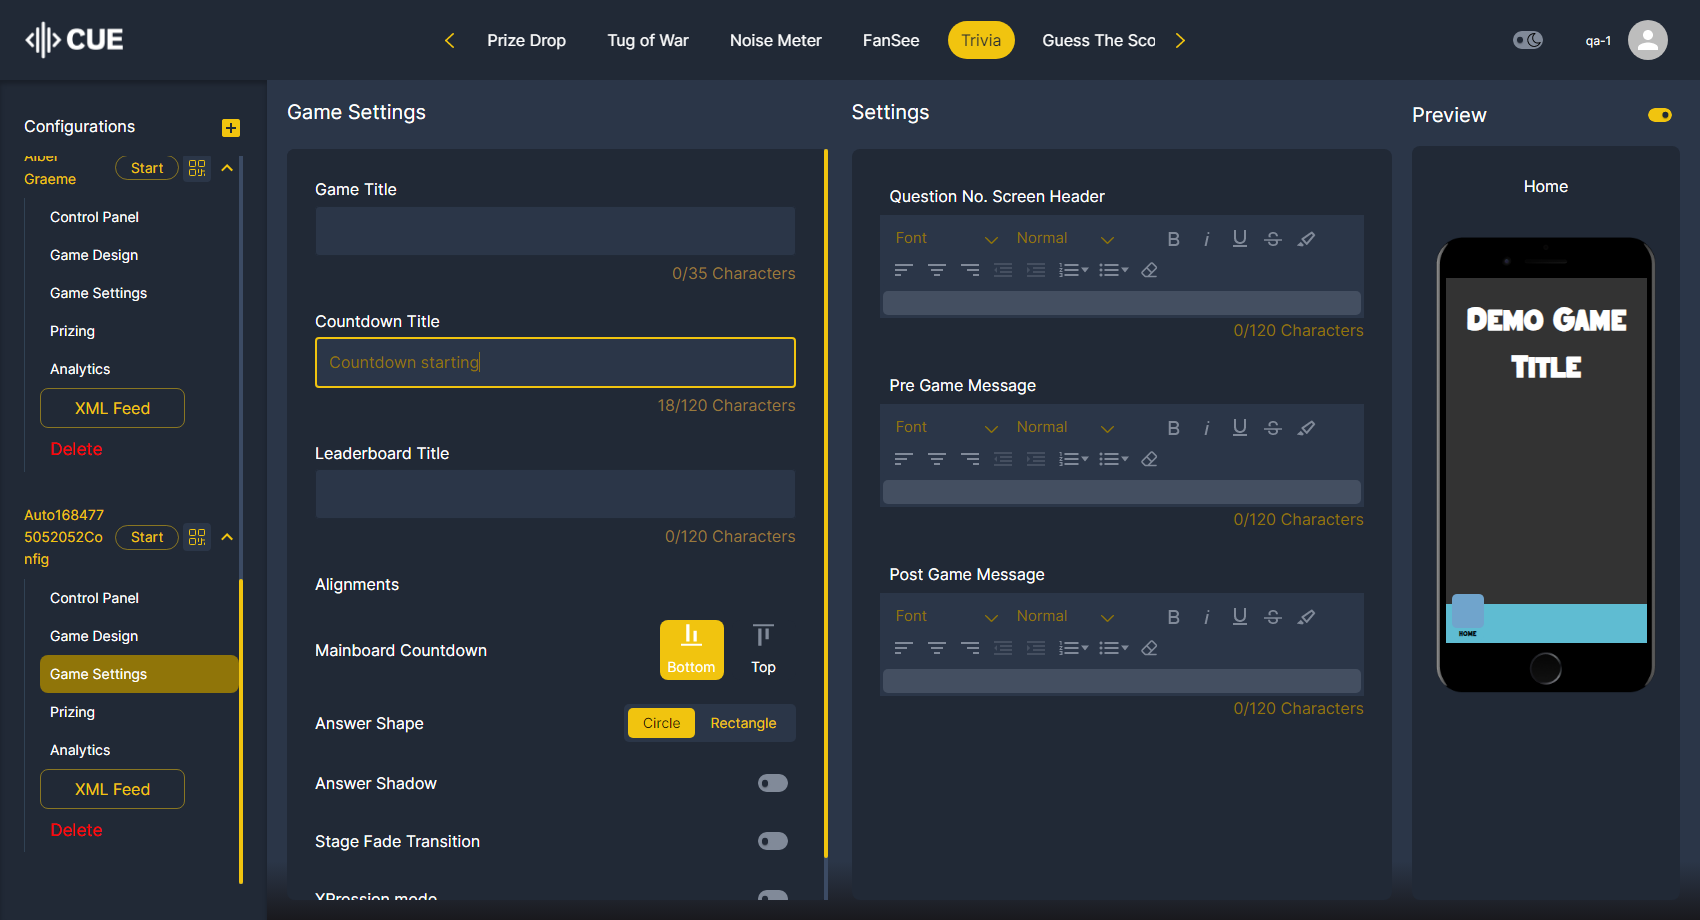 CUE
Prize Drop
Tug of War
Noise Meter
FanSee
Trivia
Guess The Sco
qa-1
Configurations
Alber
Graeme
Start
Control Panel
Game Design
Game Settings
Prizing
Analytics
XML Feed
Delete
Auto168477
5052052Co
nfig
Start
Control Panel
Game Design
Game Settings
Prizing
Analytics
XML Feed
Delete
Game Settings
Game Title
0/35 Characters
Countdown Title
Countdown starting
18/120 Characters
Leaderboard Title
0/120 Characters
Alignments
Mainboard Countdown
Bottom
Top
Answer Shape
Circle
Rectangle
Answer Shadow
Stage Fade Transition
XPression mode
Settings
Question No. Screen Header
Font
Normal
0/120 Characters
Pre Game Message
Font
Normal
0/120 Characters
Post Game Message
Font
Normal
0/120 Characters
Preview
Home
Demo Game
Title
HOME